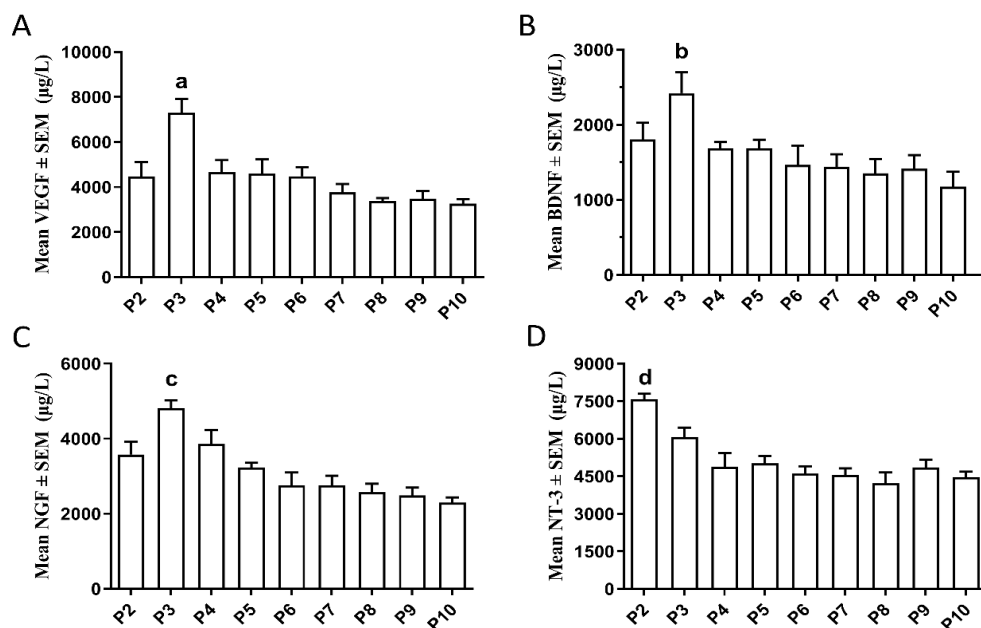 A
Mean VEGF ± SEM (µg/L)
10000
8000
6000
4000
2000
0
a
P2 P3 P4 P5 P6 P7 P8 P9 P10
B
Mean BDNF ± SEM (µg/L)
3000
2000
1000
0
b
P2 P3 P4 P5 P6 P7 P8 P9 P10
C
Mean NGF ± SEM (µg/L)
6000
4000
2000
0
c
P2 P3 P4 P5 P6 P7 P8 P9 P10
D
Mean NT-3 ± SEM (µg/L)
9000
7500
6000
4500
3000
1500
0
d
P2 P3 P4 P5 P6 P7 P8 P9 P10